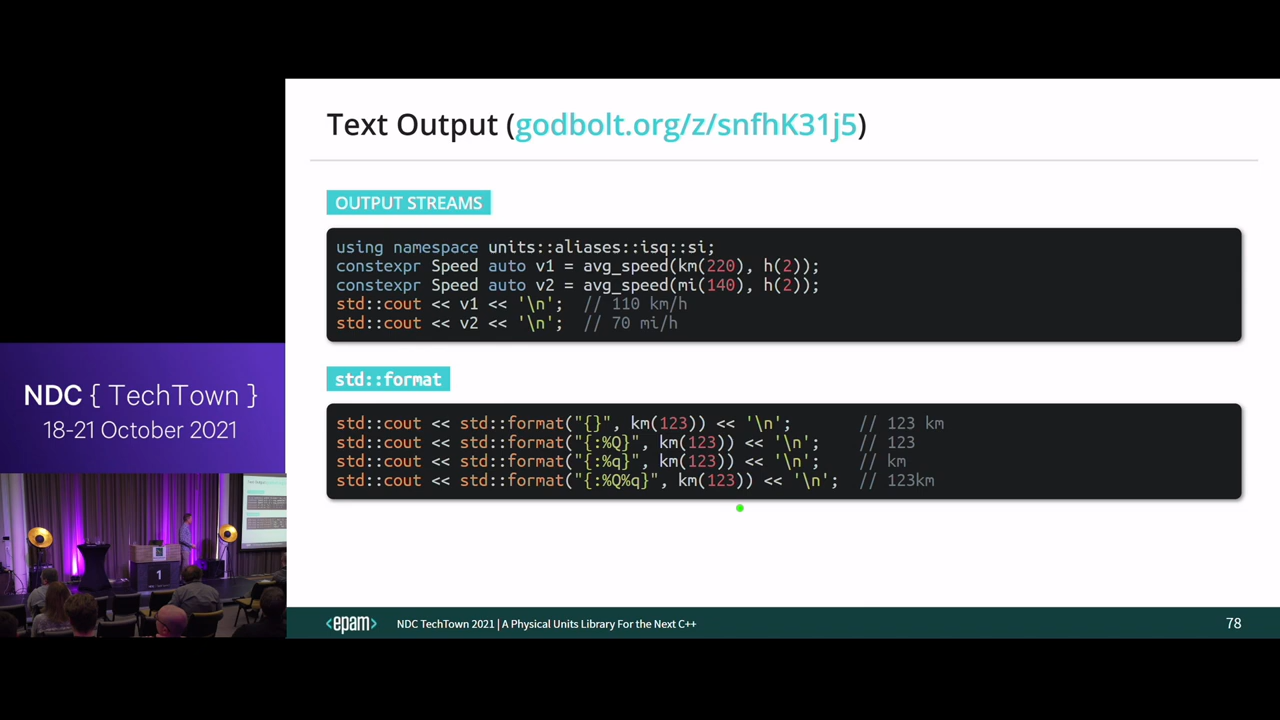 Text Output (godbolt.org/z/snfhK31j5)
OUTPUT STREAMS
using namespace units::aliases::isq::si;
constexpr Speed auto v1 = avg_speed(km(220), h(2));
constexpr Speed auto v2 = avg_speed(mi(140), h(2));
std::cout << v1 << '\n';  // 110 km/h
std::cout << v2 << '\n';  // 70 mi/h
std::format
std::cout << std::format("{}", km(123)) << '\n';       // 123 km
std::cout << std::format("{:%Q}", km(123)) << '\n';    // 123
std::cout << std::format("{:%q}", km(123)) << '\n';    // km
std::cout << std::format("{:%Q%q}", km(123)) << '\n';  // 123km
NDC { TechTown }
18-21 October 2021
1
<epam>
NDC TechTown 2021 | A Physical Units Library For the Next C++
78